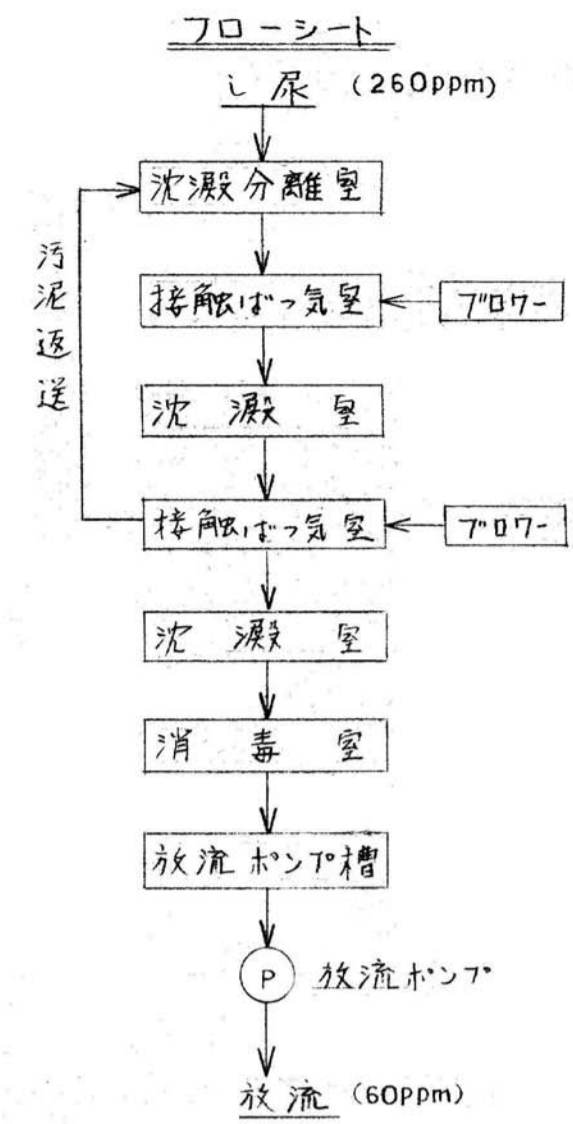 フローシート
し尿 (260ppm)
沈澱分離室
接触ばっ気室
ブロワー
沈澱室
汚泥返送
接触ばっ気室
ブロワー
沈澱室
消毒室
放流ポンプ槽
P 放流ポンプ
放流 (60ppm)